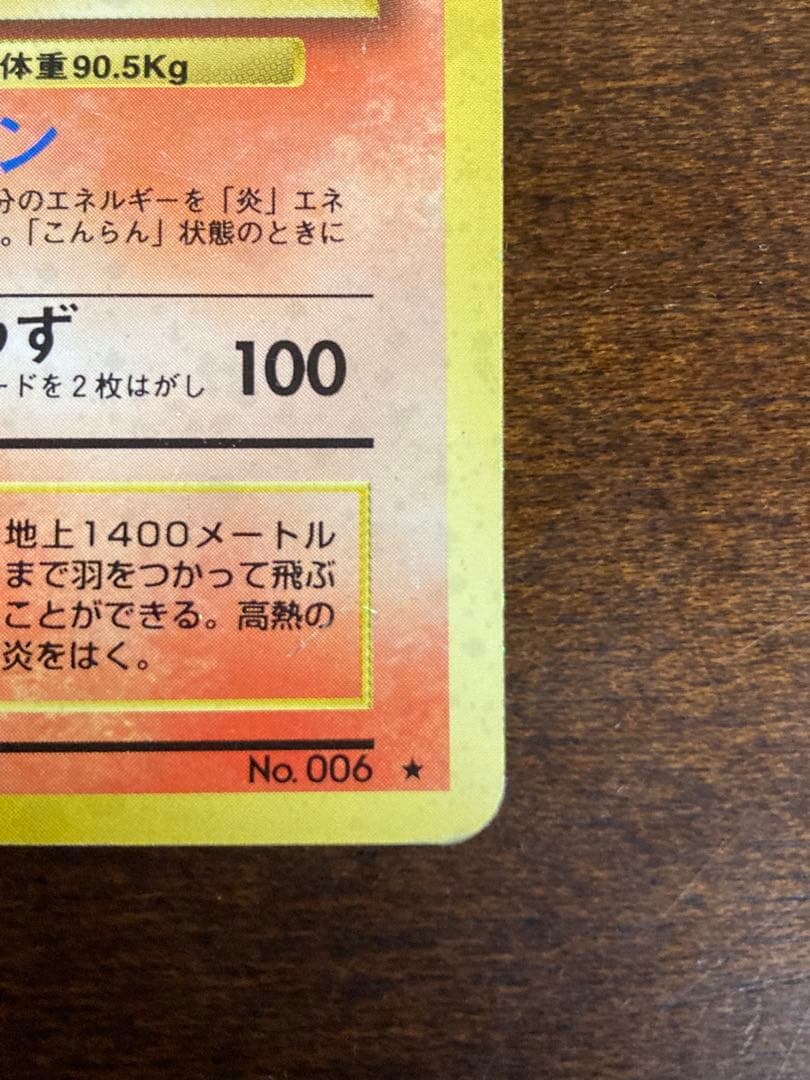 体重90.5Kg
ン
分のエネルギーを「炎」エネ
。「こんらん」状態のときに
ず
ードを2枚はがし 100
地上1400メートル
まで羽をつかって飛ぶ
ことができる。高熱の
炎をはく。
No. 006 ★